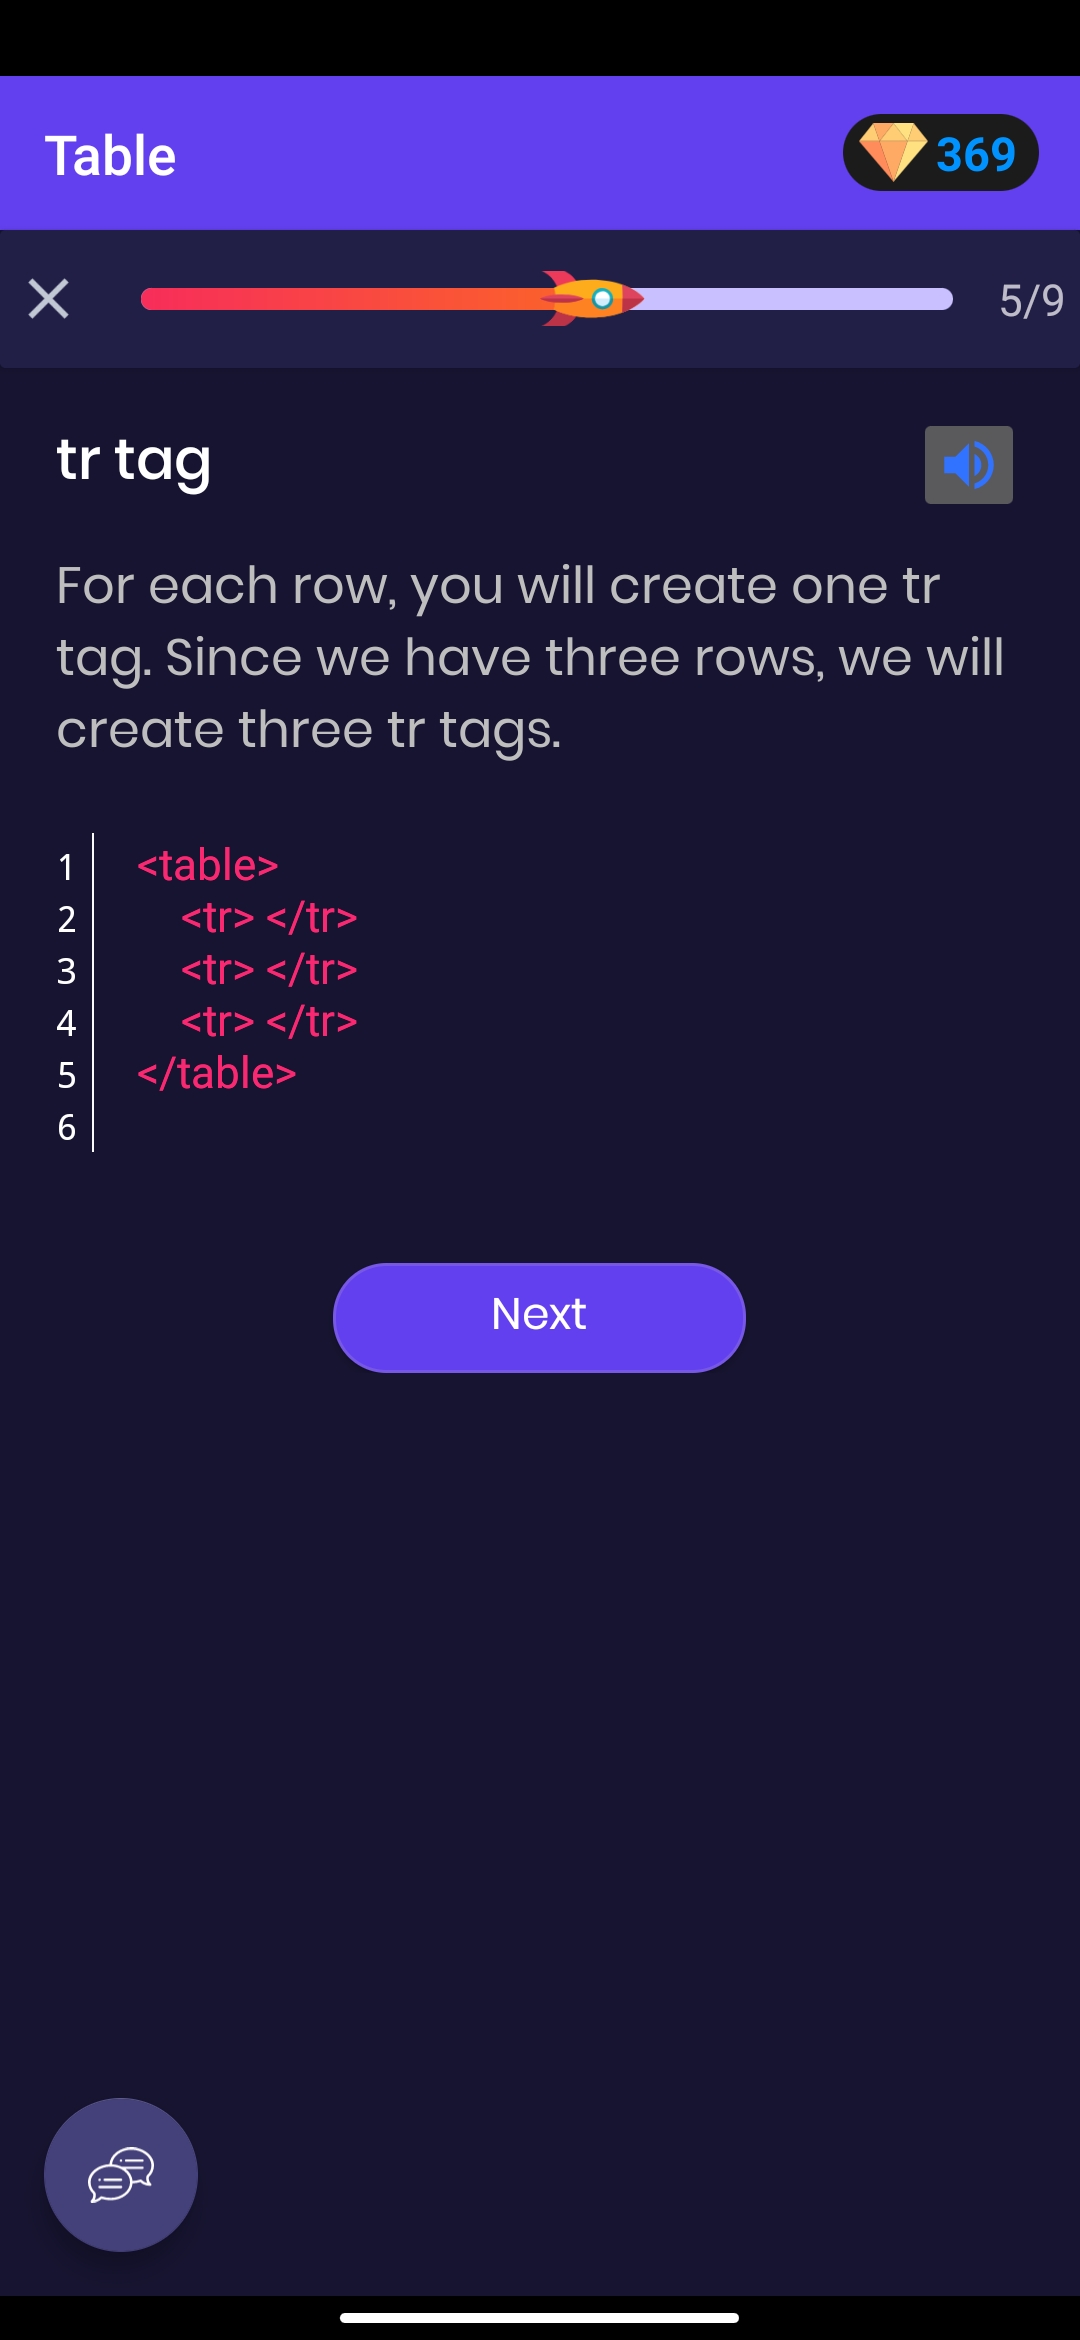 Table
369
5/9
tr tag
For each row, you will create one tr
tag. Since we have three rows, we will
create three tr tags.
1 <table>
2 <tr> </tr>
3 <tr> </tr>
4 <tr> </tr>
5 </table>
6
Next